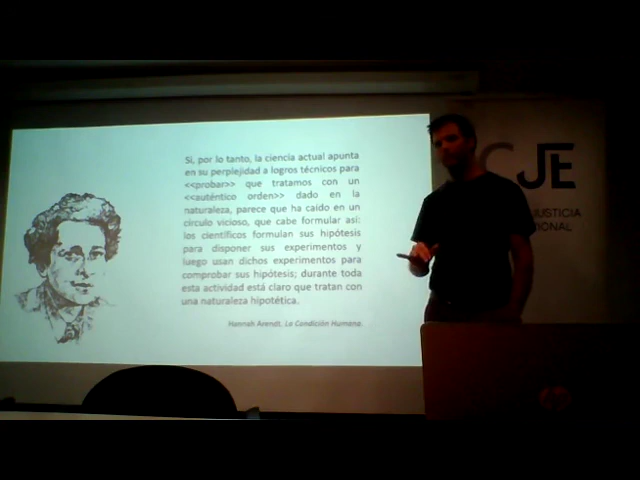 Si, por lo tanto, la ciencia actual apunta
en su perplejidad a logros técnicos para
<<probar>> que tratamos con un
<<auténtico orden>> dado en la
naturaleza, parece que ha caído en un
círculo vicioso, que cabe formular así:
los científicos formulan sus hipótesis
para disponer sus experimentos y
luego usan dichos experimentos para
comprobar sus hipótesis; durante toda
esta actividad está claro que tratan con
una naturaleza hipotética.
Hannah Arendt. La Condición Humana.
CJE
JUSTICIA
IONAL